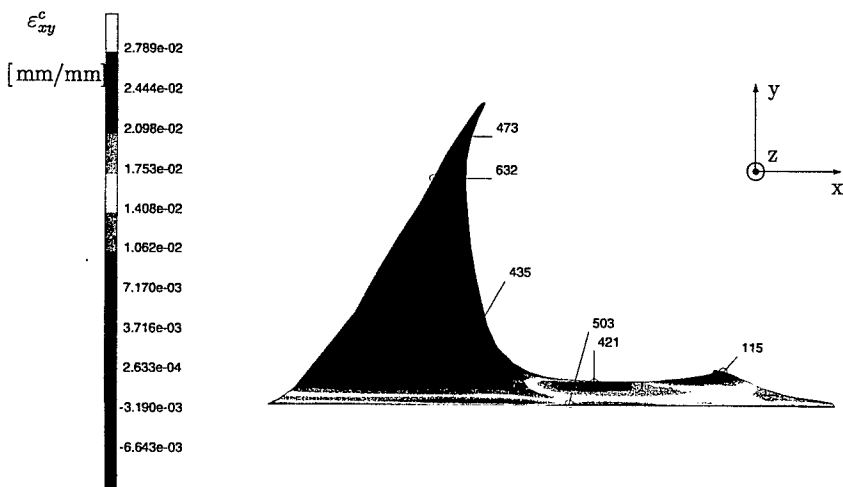 ε^c_{xy}
[mm/mm]
2.789e-02
2.444e-02
2.098e-02
1.753e-02
1.408e-02
1.062e-02
7.170e-03
3.716e-03
2.633e-04
-3.190e-03
-6.643e-03
473
632
435
503
421
115
y
z
x